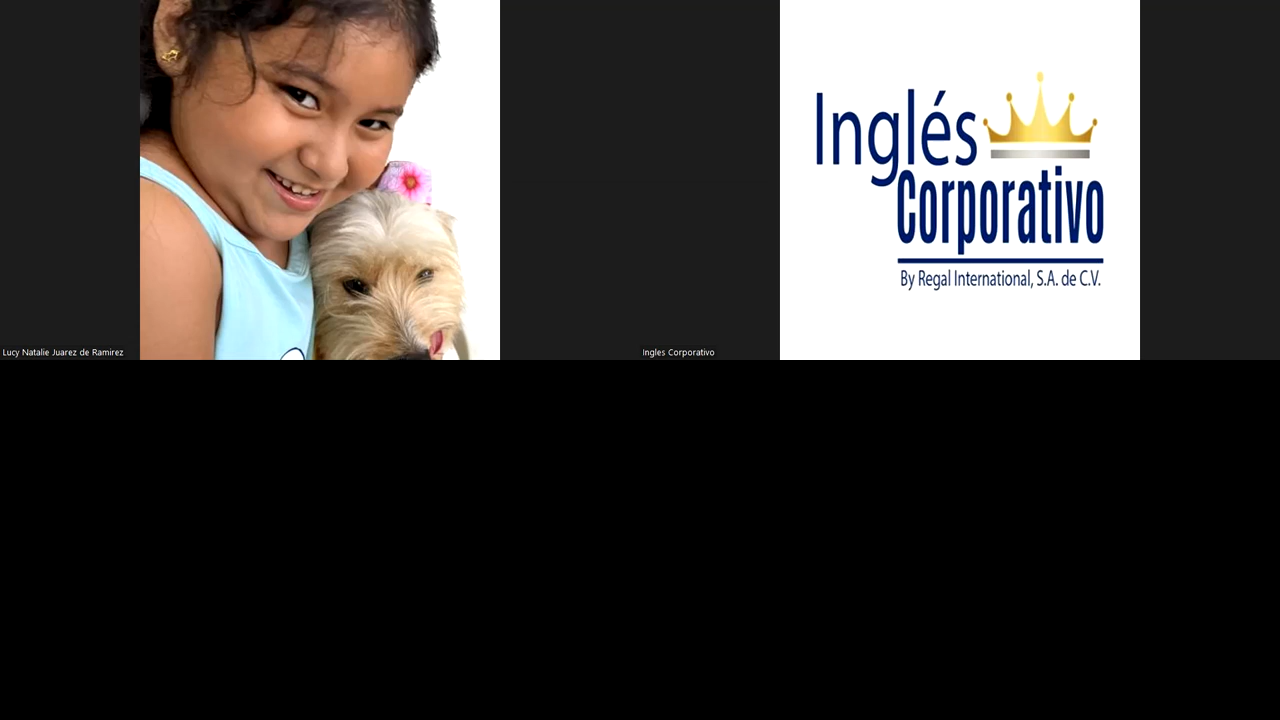 Inglés
Corporativo
By Regal International, S.A. de C.V.
Lucy Natalie Juarez de Ramirez
Ingles Corporativo